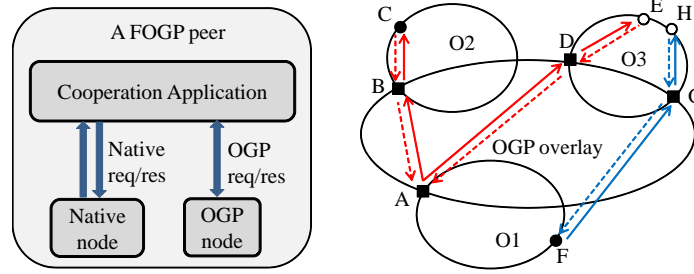 A FOGP peer
Cooperation Application
Native
req/res
OGP
req/res
Native
node
OGP
node
C
O2
B
D
E
H
O3
G
OGP overlay
A
O1
F